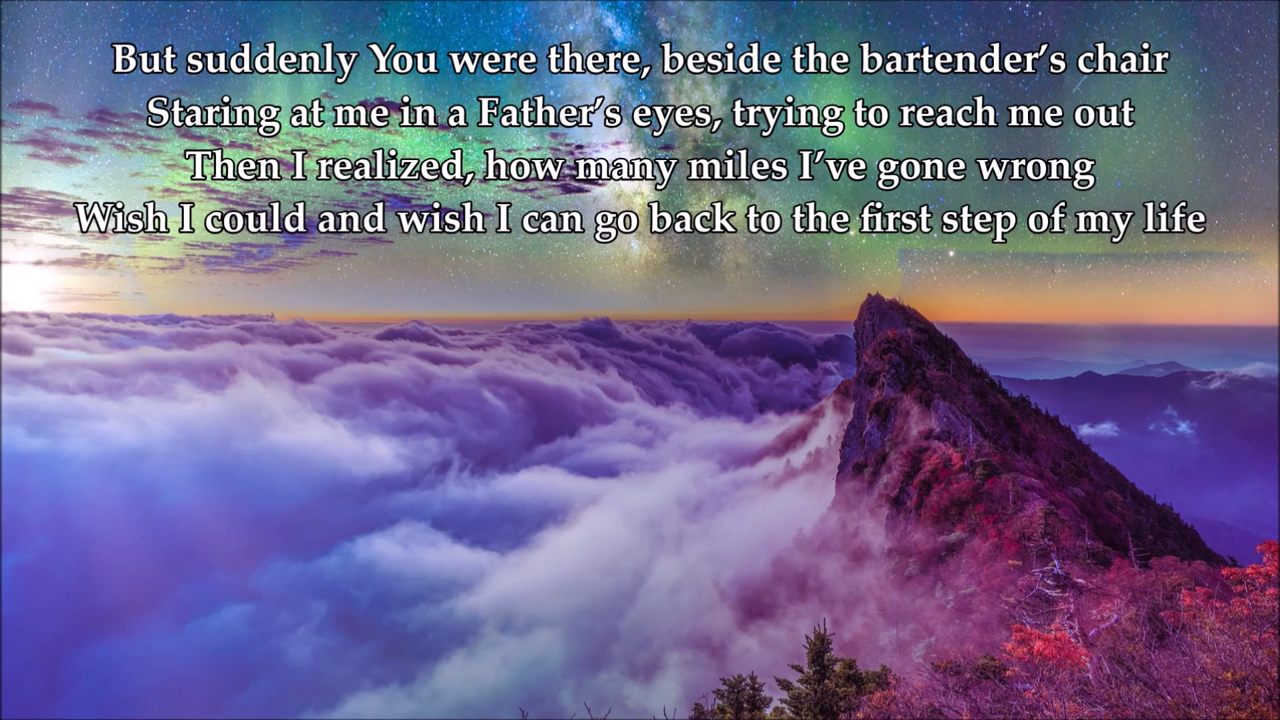 But suddenly You were there, beside the bartender’s chair
Staring at me in a Father’s eyes, trying to reach me out
Then I realized, how many miles I’ve gone wrong
Wish I could and wish I can go back to the first step of my life